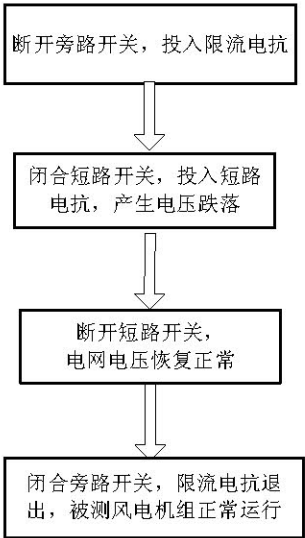 断开旁路开关，投入限流电抗
闭合短路开关，投入短路
电抗，产生电压跌落
断开短路开关，
电网电压恢复正常
闭合旁路开关，限流电抗退
出，被测风电机组正常运行